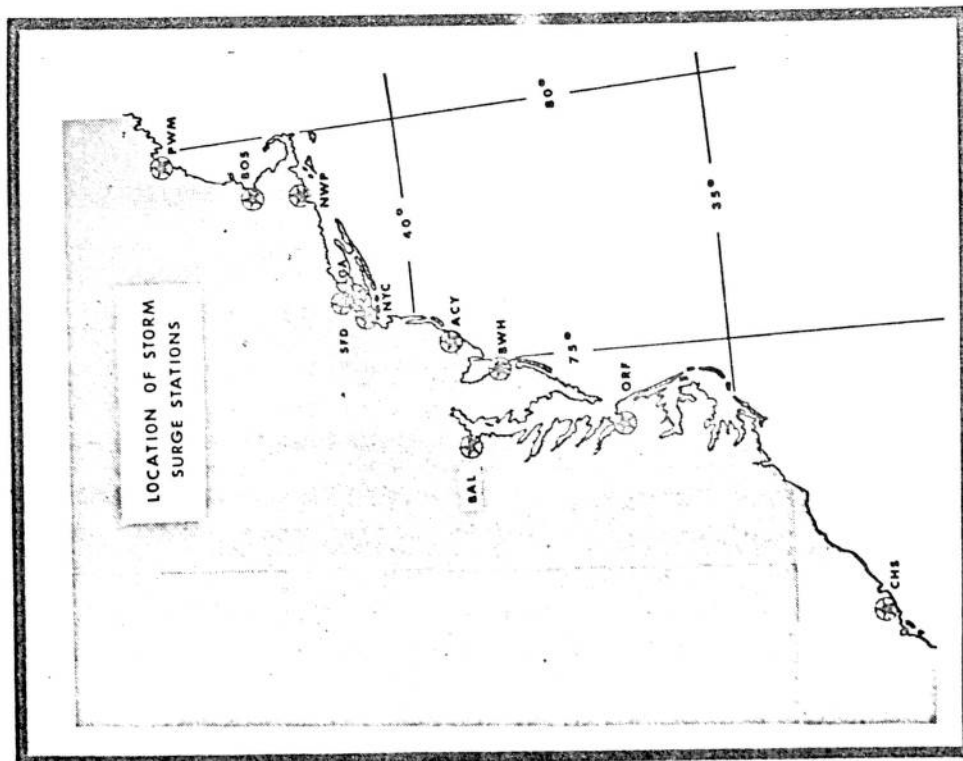 LOCATION OF STORM
SURGE STATIONS
PWM
BOS
NWP
SFD
NYC
ACY
BWH
BAL
ORF
CHS
40°
80°
75°
35°